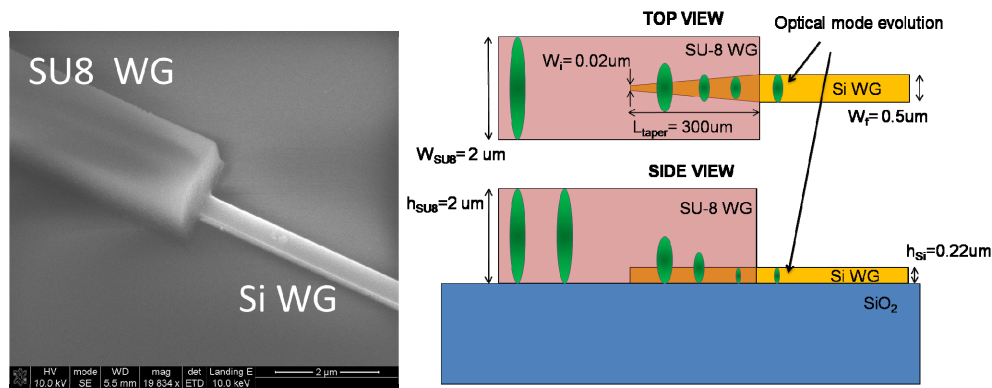 SU8 WG
Si WG
HV mode WD mag det Landing E
10.0 kV SE 5.5 mm 19 834 x ETD 10.0 keV
2 µm
TOP VIEW
Optical mode evolution
SU-8 WG
Wi = 0.02um
Si WG
Ltaper= 300um
Wf= 0.5um
WSU8= 2 um
SIDE VIEW
hSU8=2 um
SU-8 WG
hSi=0.22um
Si WG
SiO2